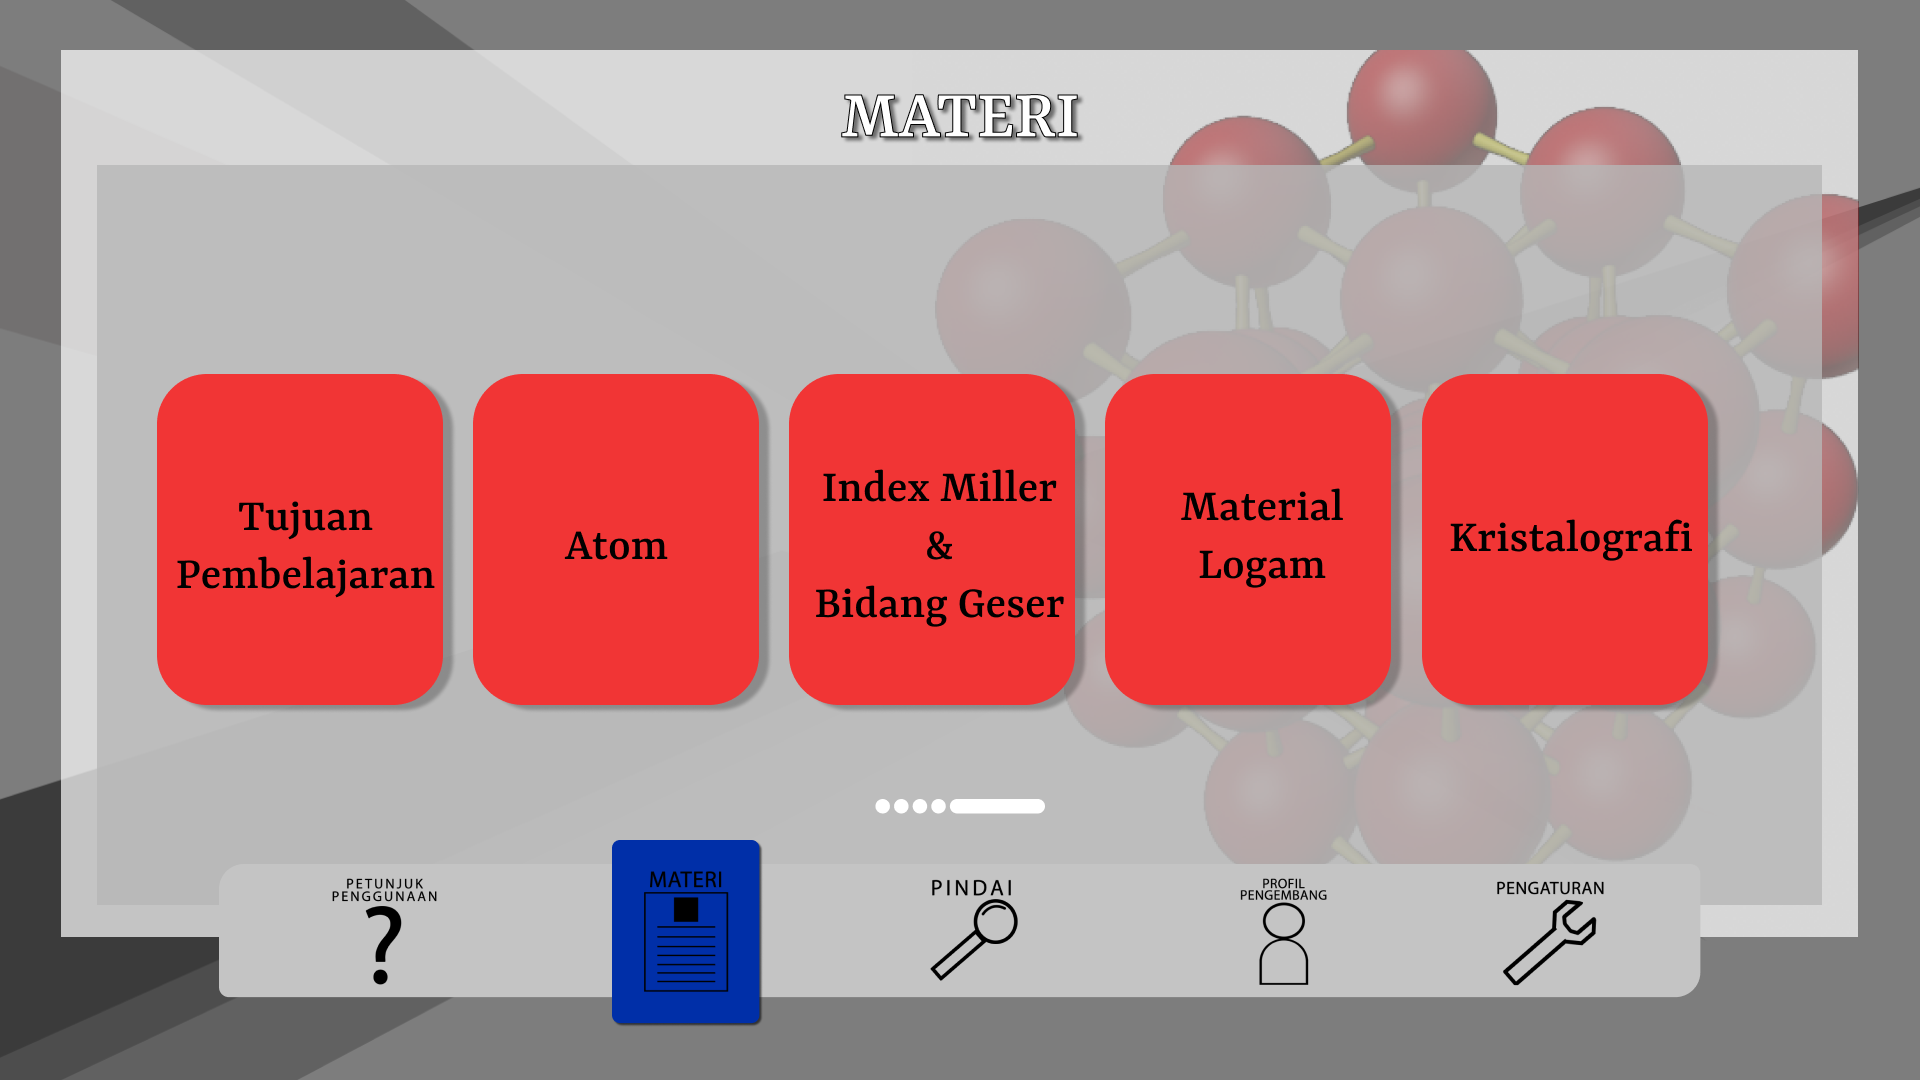 MATERI
Tujuan
Pembelajaran
Atom
Index Miller
&
Bidang Geser
Material
Logam
Kristalografi
PETUNJUK
PENGGUNAAN
?
MATERI
PINDAI
PROFIL
PENGEMBANG
PENGATURAN